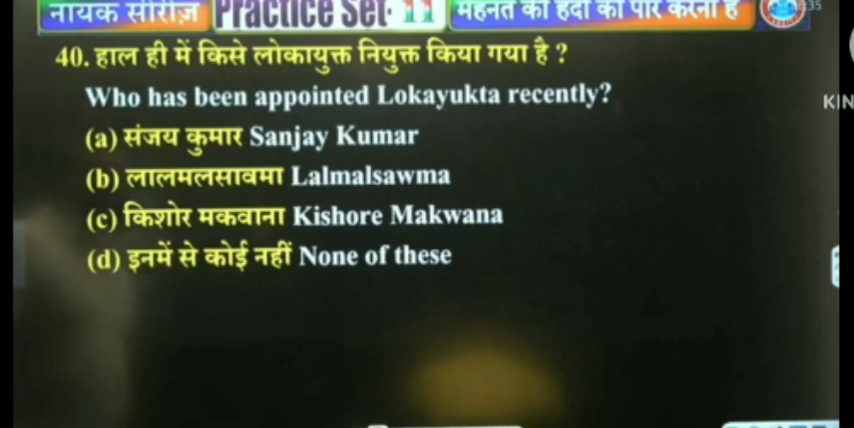 नायक सीरीज़ Practice Set- 11 मेहनत की हदों को पार करना है
40. हाल ही में किसे लोकायुक्त नियुक्त किया गया है ?
Who has been appointed Lokayukta recently?
KIN
(a) संजय कुमार Sanjay Kumar
(b) लालमलसावमा Lalmalsawma
(c) किशोर मकवाना Kishore Makwana
(d) इनमें से कोई नहीं None of these